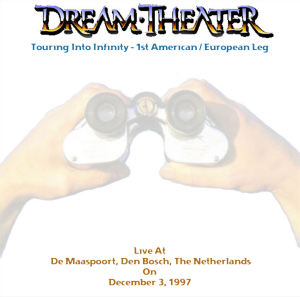 DREAM·THEATER
Touring Into Infinity - 1st American / European Leg
Live At
De Maaspoort, Den Bosch, The Netherlands
On
December 3, 1997